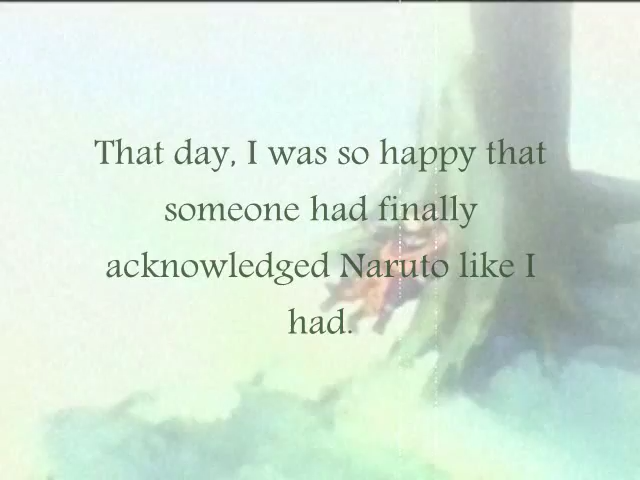 That day, I was so happy that
someone had finally
acknowledged Naruto like I
had.